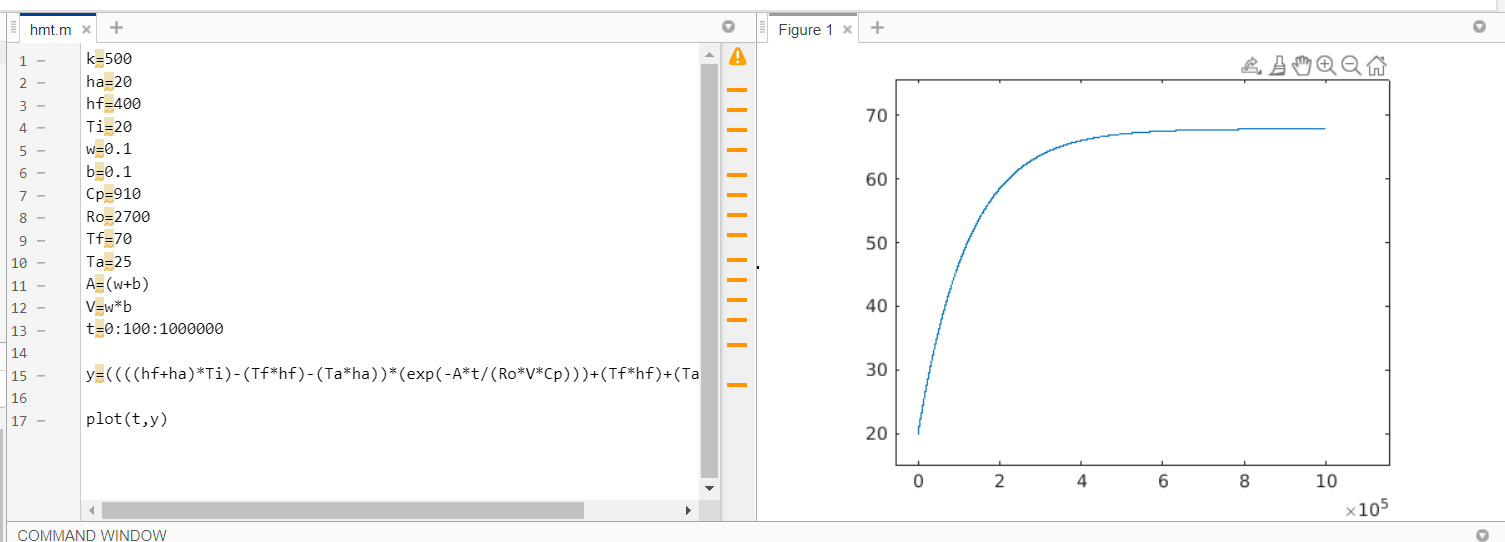 hmt.m × +
Figure 1 × +
1 – k=500
2 – ha=20
3 – hf=400
4 – Ti=20
5 – w=0.1
6 – b=0.1
7 – Cp=910
8 – Ro=2700
9 – Tf=70
10 – Ta=25
11 – A=(w+b)
12 – V=w*b
13 – t=0:100:1000000
14
15 – y=((((hf+ha)*Ti)-(Tf*hf)-(Ta*ha))*(exp(-A*t/(Ro*V*Cp)))+(Tf*hf)+(Ta
16
17 – plot(t,y)
70
60
50
40
30
20
0 2 4 6 8 10
×10⁵
COMMAND WINDOW